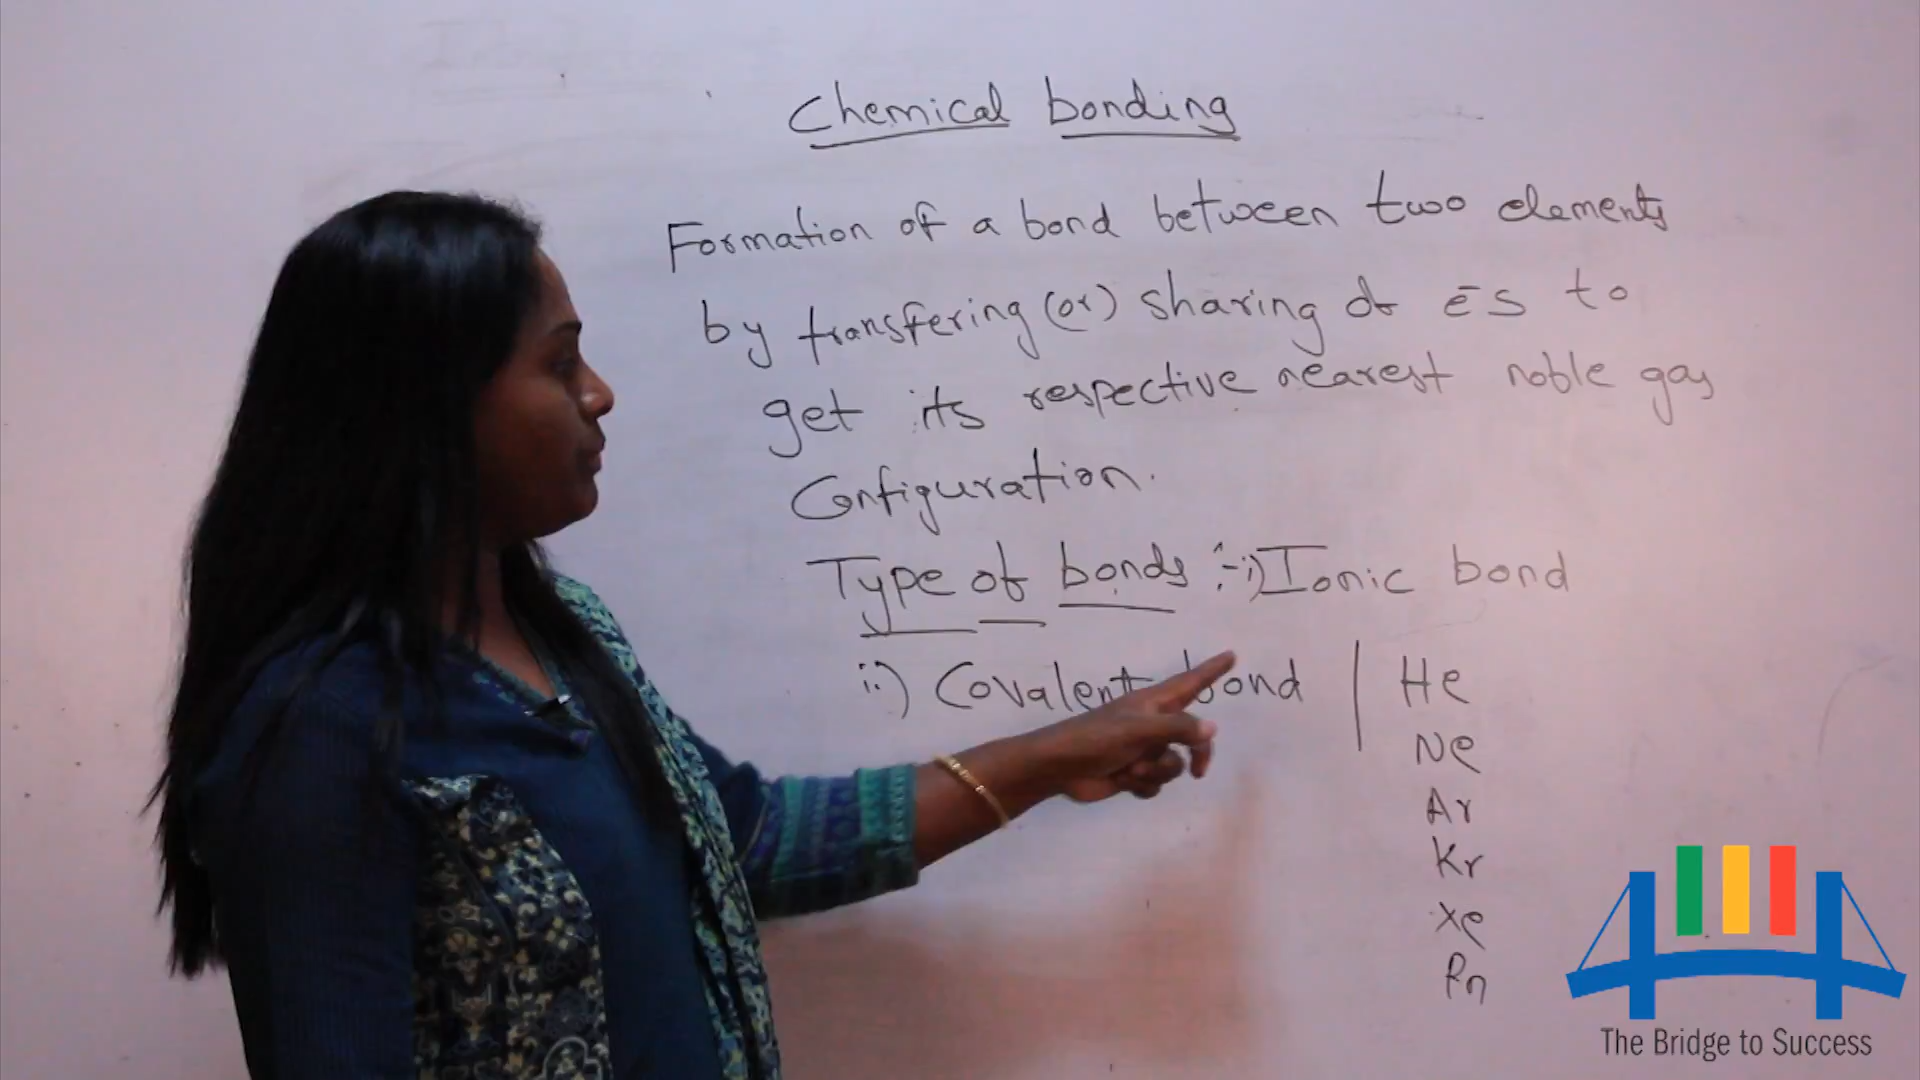 Chemical bonding
Formation of a bond between two elements
by transfering (or) sharing of ēs to
get its respective nearest noble gas
Configuration.
Type of bonds :- i) Ionic bond
ii) Covalent bond
He
Ne
Ar
Kr
Xe
Rn
The Bridge to Success